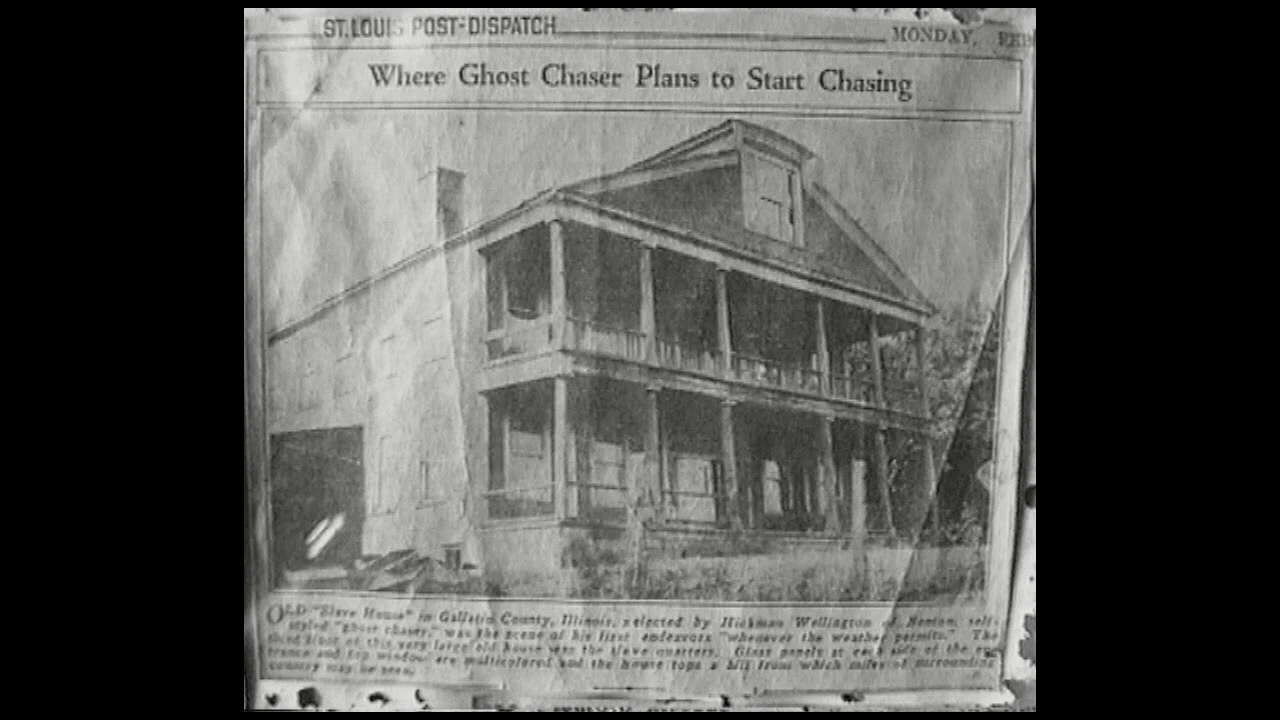 ST. LOUIS POST-DISPATCH
MONDAY,
Where Ghost Chaser Plans to Start Chasing
OLD "Slave House" in Gallatin County, Illinois, selected by Hickman Wellington of Benton, self-
styled "ghost chaser," was the scene of his first endeavors "whenever the weather permits." The
third floor of this very large old house was the slave quarters. Glass panels at each side of the en-
trance and top window are multicolored and the house tops a hill from which miles of surrounding
country may be seen.